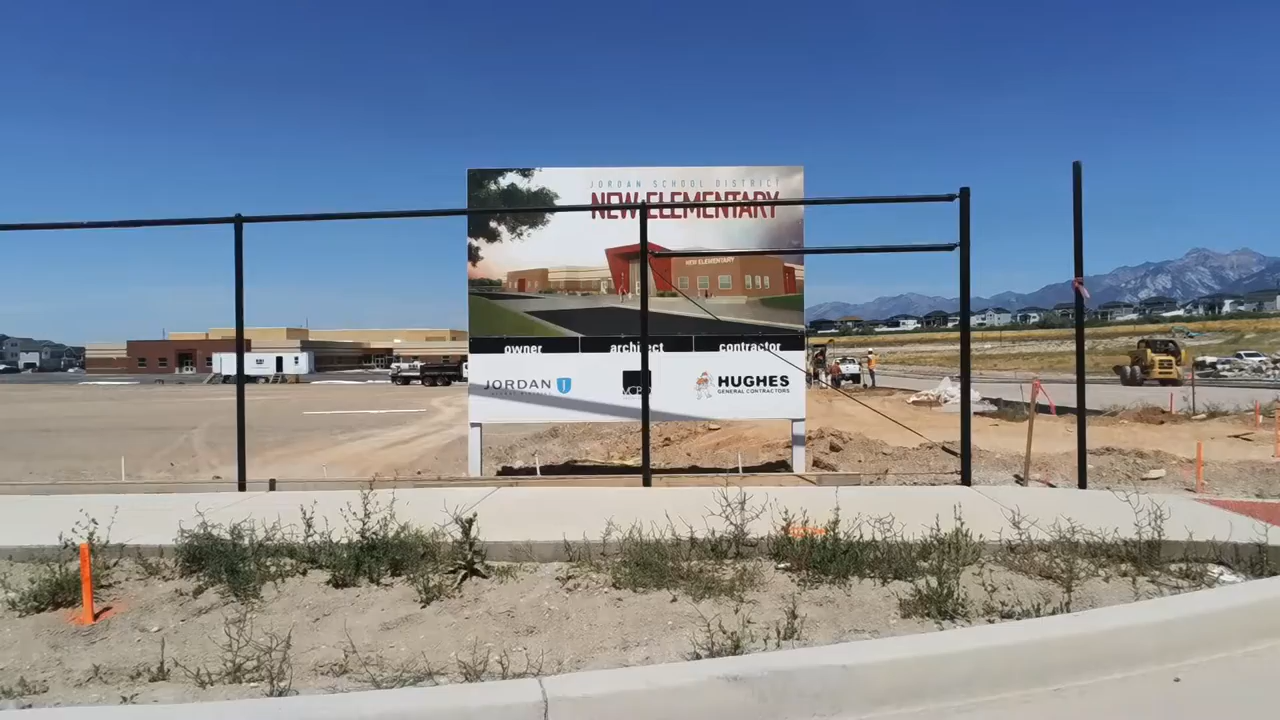 JORDAN SCHOOL DISTRICT
NEW ELEMENTARY
NEW ELEMENTARY
owner architect contractor
JORDAN HUGHES
GENERAL CONTRACTORS